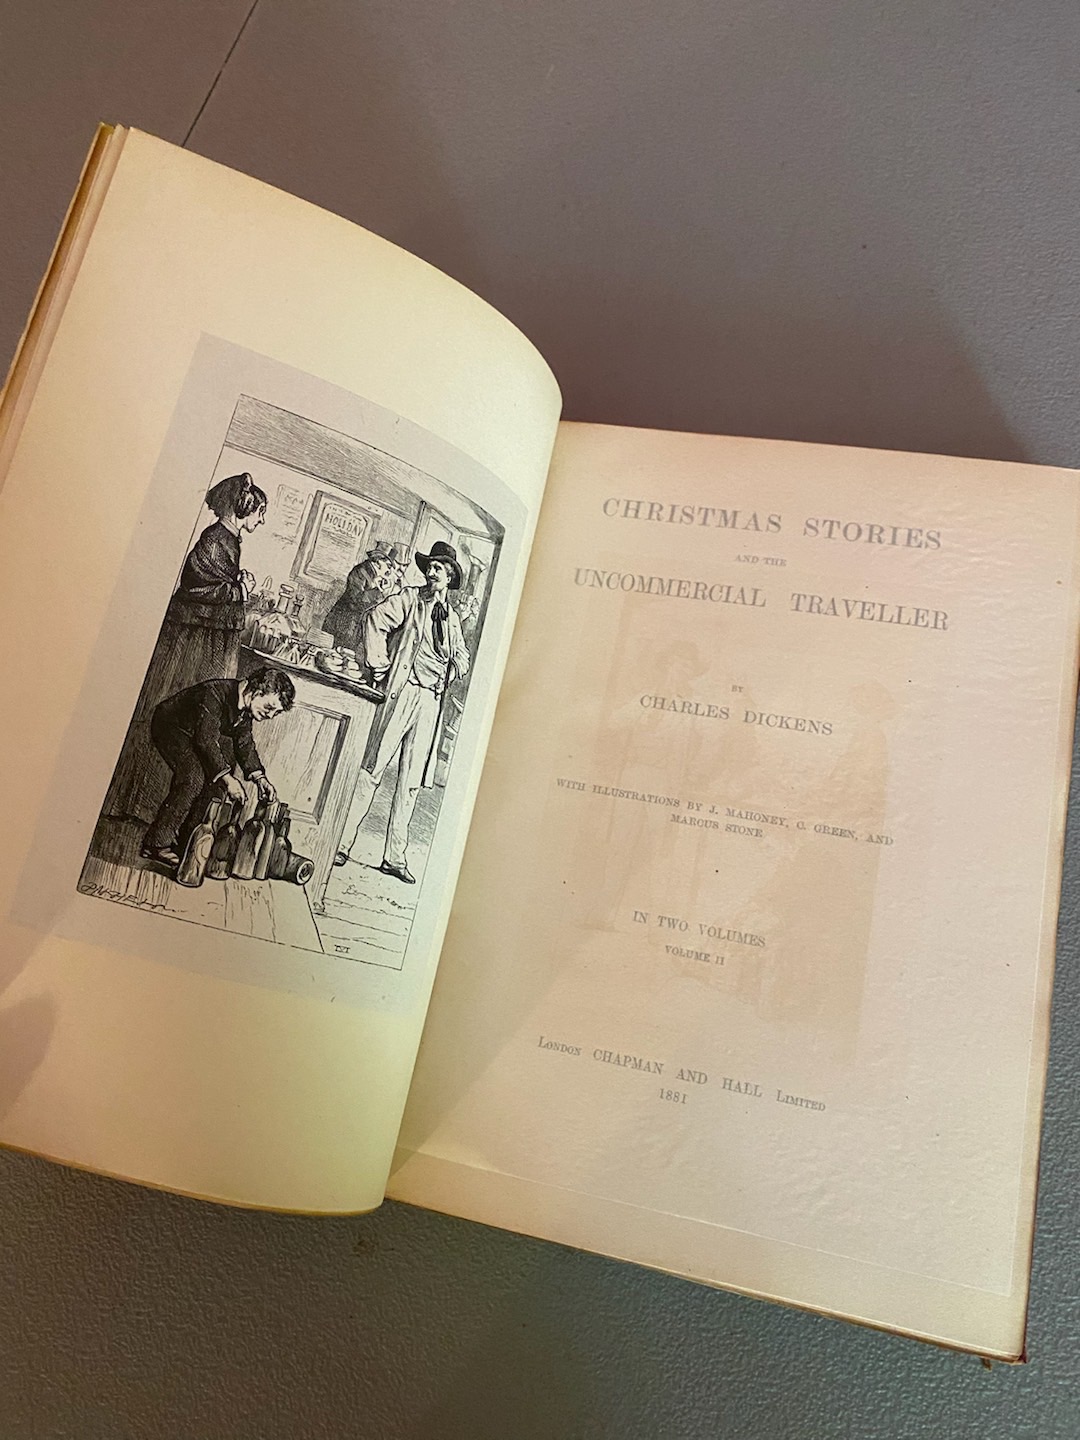 HOLIDAY
CHRISTMAS STORIES
AND THE
UNCOMMERCIAL TRAVELLER
BY
CHARLES DICKENS
WITH ILLUSTRATIONS BY J. MAHONEY, C. GREEN, AND
MARCUS STONE
IN TWO VOLUMES
VOLUME II
LONDON CHAPMAN AND HALL LIMITED
1881